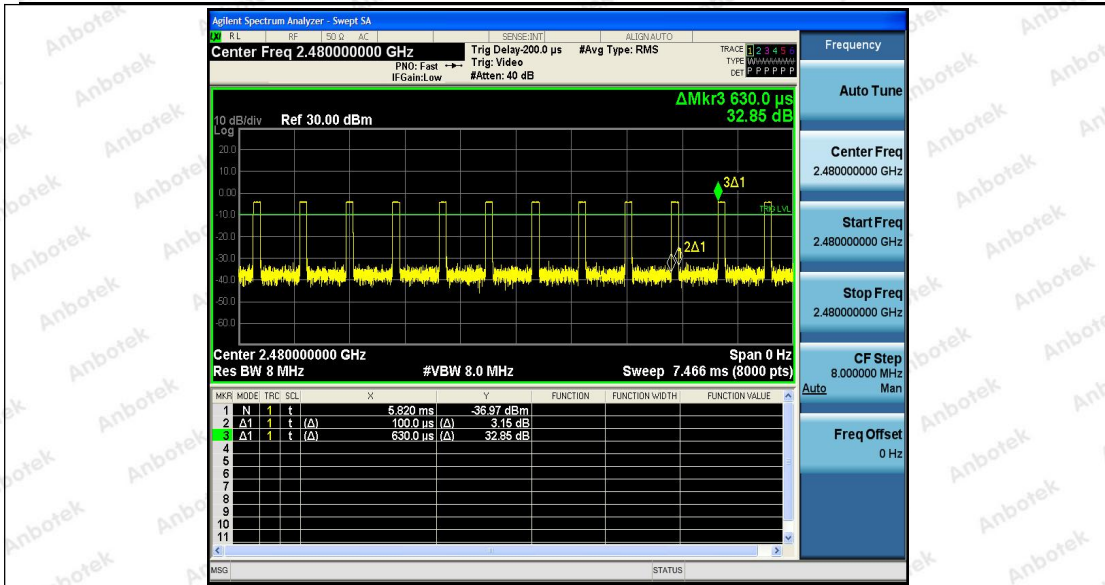 Agilent Spectrum Analyzer - Swept SA
LXI RL RF 50 Ω AC SENSE:INT ALIGN AUTO
Center Freq 2.480000000 GHz
PNO: Fast
IFGain:Low
Trig Delay-200.0 µs
Trig: Video
#Atten: 40 dB
#Avg Type: RMS
TRACE 1 2 3 4 5 6
TYPE W
DET P P P P P P
ΔMkr3 630.0 µs
32.85 dB
10 dB/div Ref 30.00 dBm
Log
20.0
10.0
0.00
-10.0
-20.0
-30.0
-40.0
-50.0
-60.0
3Δ1
TRIG LVL
2Δ1
Center 2.480000000 GHz Span 0 Hz
Res BW 8 MHz #VBW 8.0 MHz Sweep 7.466 ms (8000 pts)
MKR MODE TRC SCL X Y FUNCTION FUNCTION WIDTH FUNCTION VALUE
1 N 1 t 5.820 ms -36.97 dBm
2 Δ1 1 t (Δ) 100.0 µs (Δ) 3.15 dB
3 Δ1 1 t (Δ) 630.0 µs (Δ) 32.85 dB
4
5
6
7
8
9
10
11
MSG STATUS
Frequency
Auto Tune
Center Freq
2.480000000 GHz
Start Freq
2.480000000 GHz
Stop Freq
2.480000000 GHz
CF Step
8.000000 MHz
Auto Man
Freq Offset
0 Hz
Anbotek